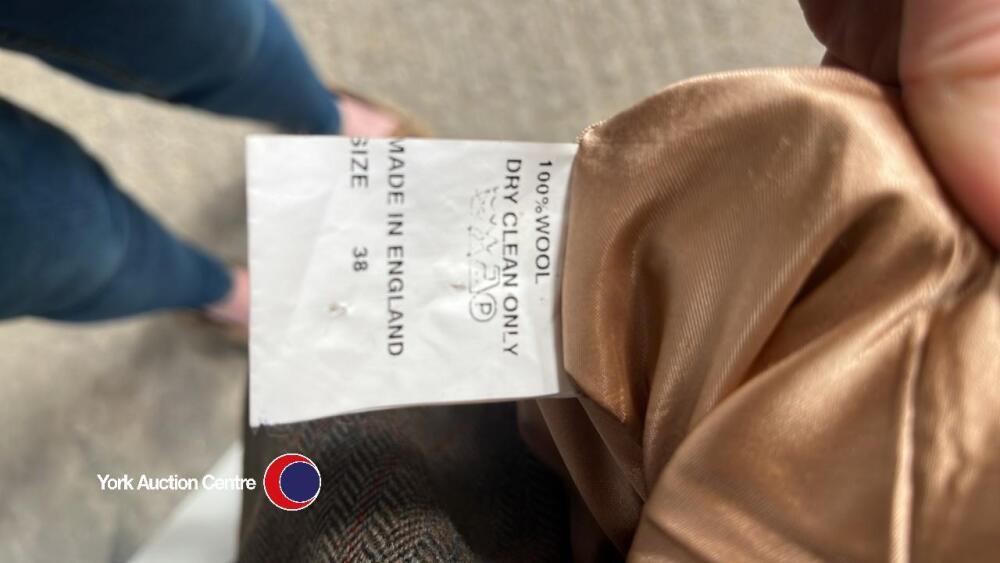 100%WOOL
DRY CLEAN ONLY
P
MADE IN ENGLAND
SIZE 38
York Auction Centre